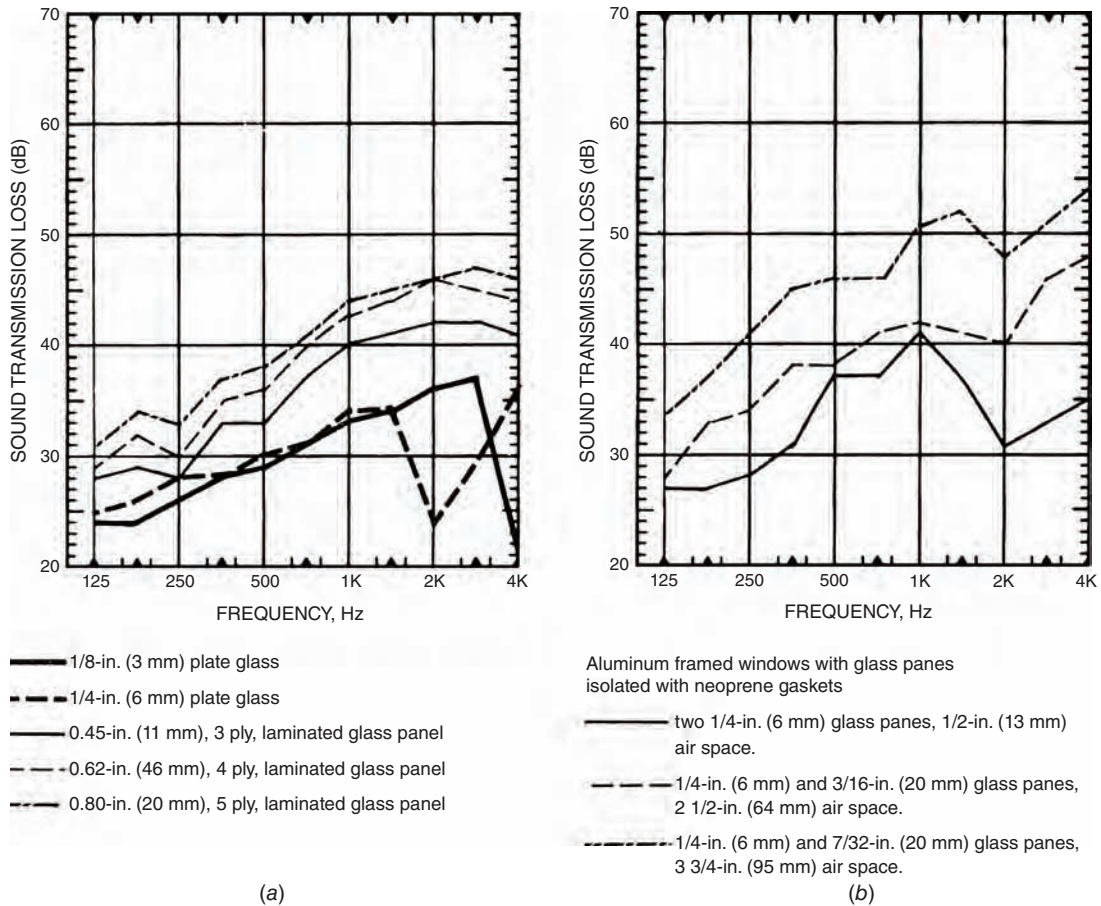 70
60
50
40
30
20
SOUND TRANSMISSION LOSS (dB)
125 250 500 1K 2K 4K
FREQUENCY, Hz
1/8-in. (3 mm) plate glass
1/4-in. (6 mm) plate glass
0.45-in. (11 mm), 3 ply, laminated glass panel
0.62-in. (46 mm), 4 ply, laminated glass panel
0.80-in. (20 mm), 5 ply, laminated glass panel
(a)
70
60
50
40
30
20
SOUND TRANSMISSION LOSS (dB)
125 250 500 1K 2K 4K
FREQUENCY, Hz
Aluminum framed windows with glass panes
isolated with neoprene gaskets
two 1/4-in. (6 mm) glass panes, 1/2-in. (13 mm)
air space.
1/4-in. (6 mm) and 3/16-in. (20 mm) glass panes,
2 1/2-in. (64 mm) air space.
1/4-in. (6 mm) and 7/32-in. (20 mm) glass panes,
3 3/4-in. (95 mm) air space.
(b)